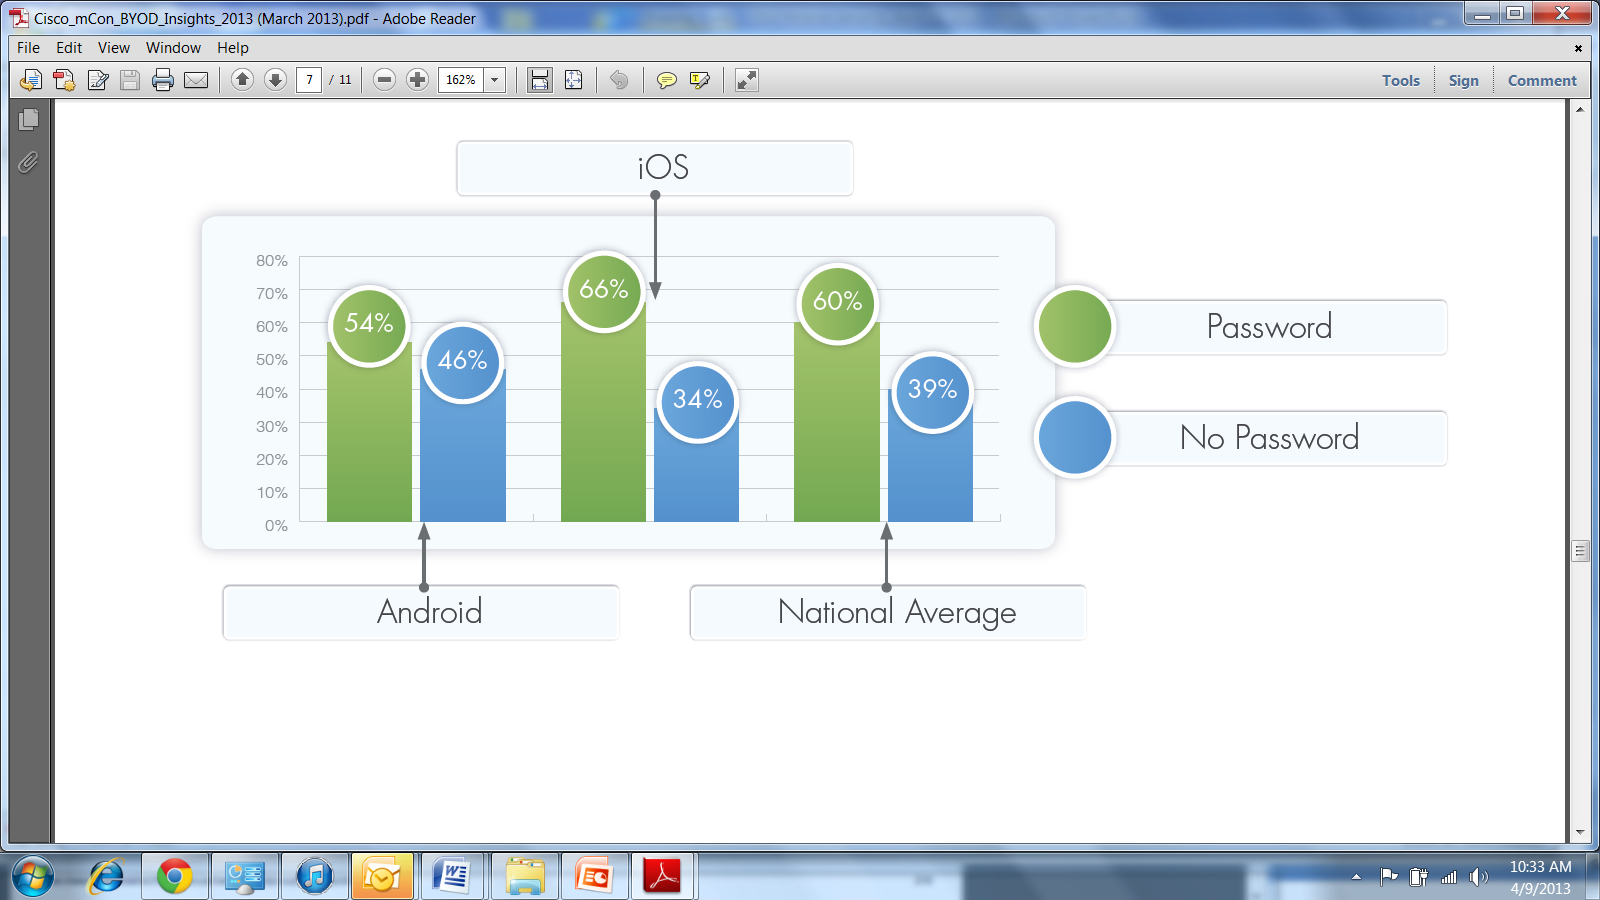 Cisco_mCon_BYOD_Insights_2013 (March 2013).pdf - Adobe Reader
File Edit View Window Help
7 / 11 162% Tools Sign Comment
iOS
80%
70%
60%
50%
40%
30%
20%
10%
0%
54%
46%
66%
34%
60%
39%
Password
No Password
Android
National Average
10:33 AM
4/9/2013